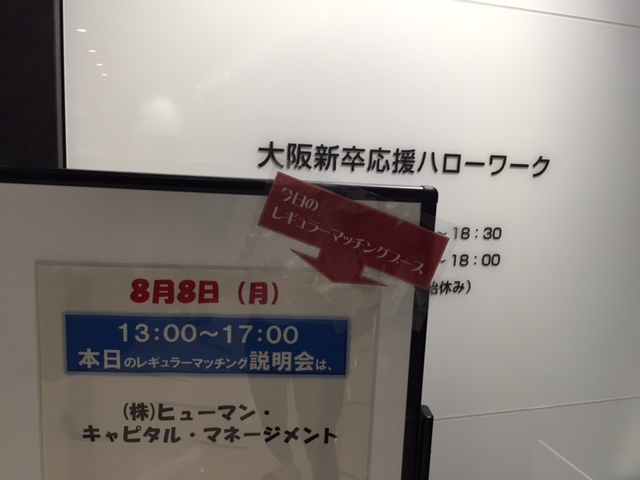 大阪新卒応援ハローワーク
～18：30
～18：00
始休み）
今日の
レギュラーマッチングブース
8月8日（月）
13:00～17:00
本日のレギュラーマッチング説明会は、
（株）ヒューマン・
キャピタル・マネージメント